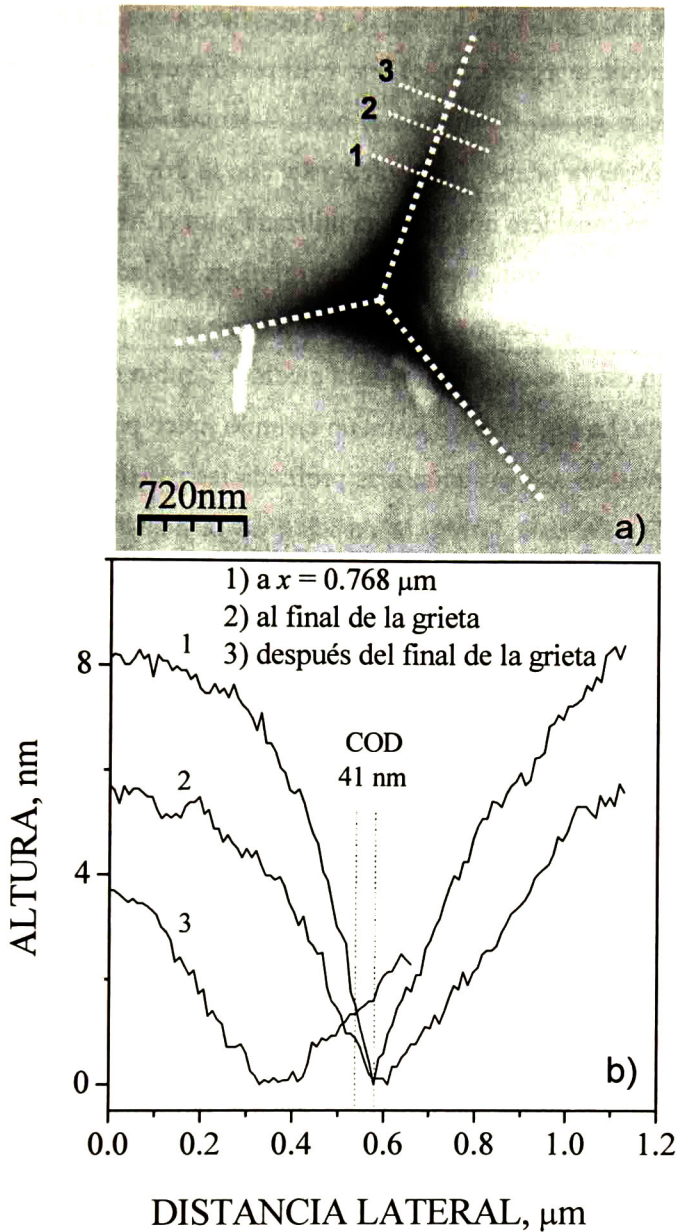 3
2
1
720nm
a)
1) a x = 0.768 μm
2) al final de la grieta
3) después del final de la grieta
1
8
COD
41 nm
2
4
3
0
b)
0.0 0.2 0.4 0.6 0.8 1.0 1.2
ALTURA, nm
DISTANCIA LATERAL, μm